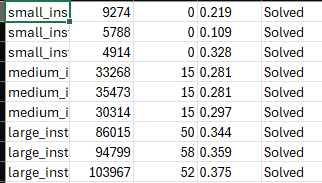 small_ins 9274 0 0.219 Solved
small_ins 5788 0 0.109 Solved
small_ins 4914 0 0.328 Solved
medium_i 33268 15 0.281 Solved
medium_i 35473 15 0.281 Solved
medium_i 30314 15 0.297 Solved
large_inst 86015 50 0.344 Solved
large_inst 94799 58 0.359 Solved
large_inst 103967 52 0.375 Solved